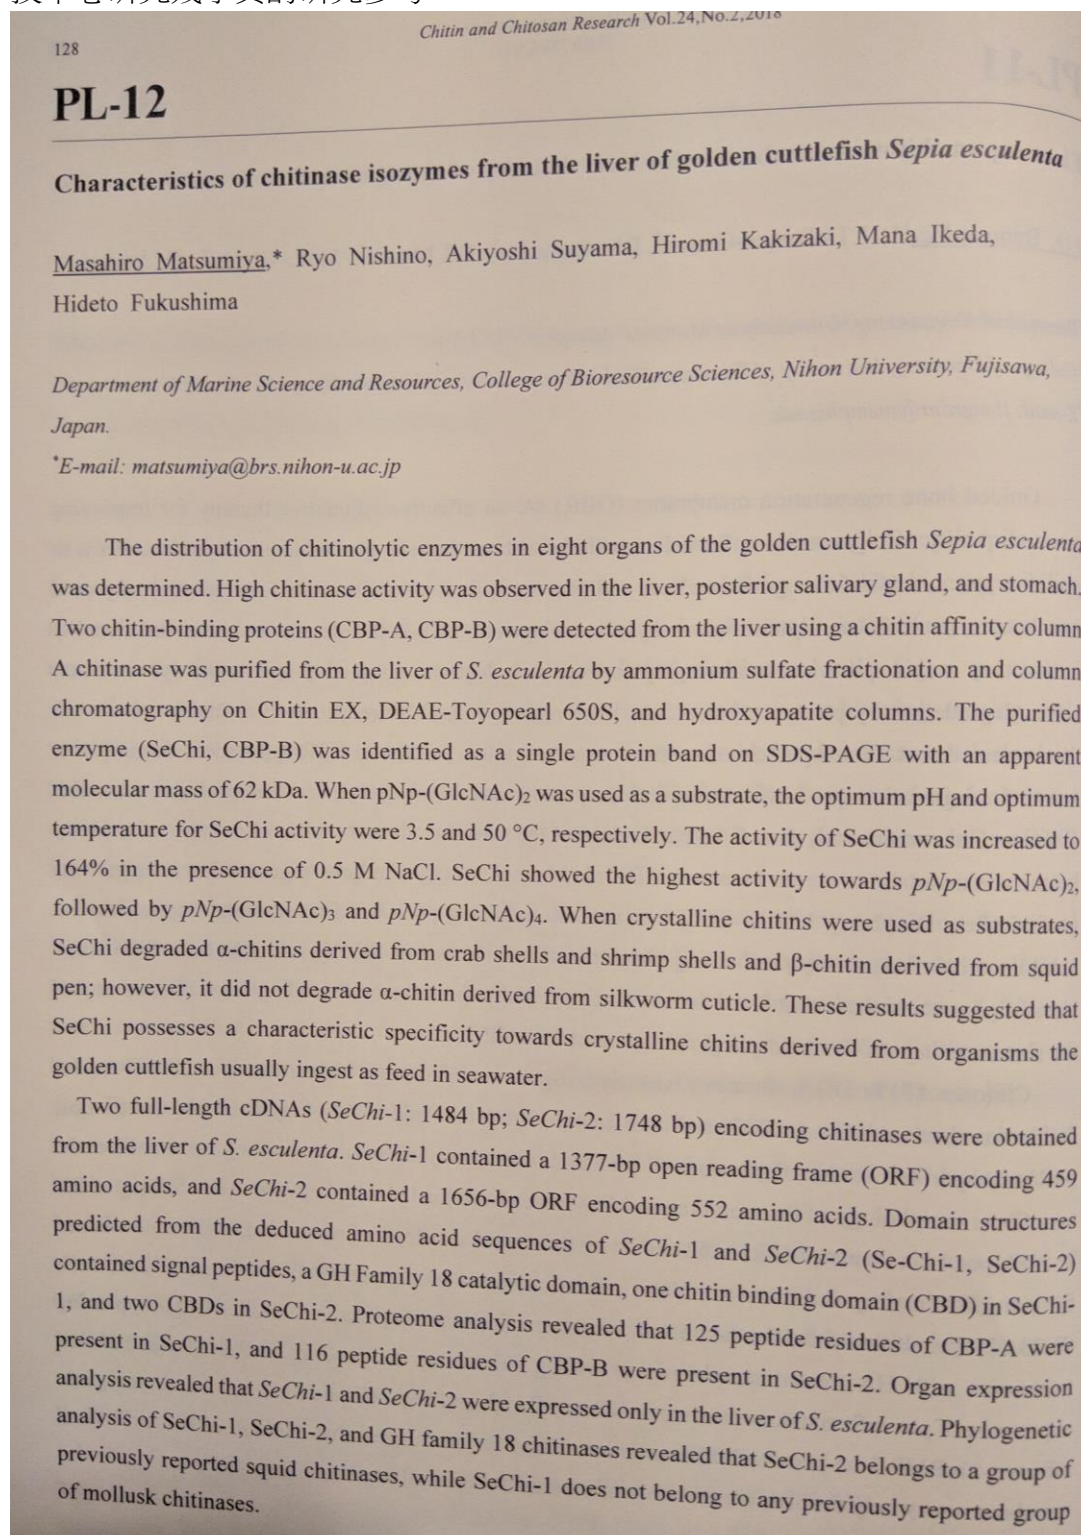 Chitin and Chitosan Research Vol.24,No.2,2018
128
PL-12
Characteristics of chitinase isozymes from the liver of golden cuttlefish Sepia esculenta
Masahiro Matsumiya,* Ryo Nishino, Akiyoshi Suyama, Hiromi Kakizaki, Mana Ikeda,
Hideto Fukushima
Department of Marine Science and Resources, College of Bioresource Sciences, Nihon University, Fujisawa,
Japan.
*E-mail: matsumiya@brs.nihon-u.ac.jp
The distribution of chitinolytic enzymes in eight organs of the golden cuttlefish Sepia esculenta
was determined. High chitinase activity was observed in the liver, posterior salivary gland, and stomach.
Two chitin-binding proteins (CBP-A, CBP-B) were detected from the liver using a chitin affinity column
A chitinase was purified from the liver of S. esculenta by ammonium sulfate fractionation and column
chromatography on Chitin EX, DEAE-Toyopearl 650S, and hydroxyapatite columns. The purified
enzyme (SeChi, CBP-B) was identified as a single protein band on SDS-PAGE with an apparent
molecular mass of 62 kDa. When pNp-(GlcNAc)₂ was used as a substrate, the optimum pH and optimum
temperature for SeChi activity were 3.5 and 50 °C, respectively. The activity of SeChi was increased to
164% in the presence of 0.5 M NaCl. SeChi showed the highest activity towards pNp-(GlcNAc)₂,
followed by pNp-(GlcNAc)₃ and pNp-(GlcNAc)₄. When crystalline chitins were used as substrates,
SeChi degraded α-chitins derived from crab shells and shrimp shells and β-chitin derived from squid
pen; however, it did not degrade α-chitin derived from silkworm cuticle. These results suggested that
SeChi possesses a characteristic specificity towards crystalline chitins derived from organisms the
golden cuttlefish usually ingest as feed in seawater.
Two full-length cDNAs (SeChi-1: 1484 bp; SeChi-2: 1748 bp) encoding chitinases were obtained
from the liver of S. esculenta. SeChi-1 contained a 1377-bp open reading frame (ORF) encoding 459
amino acids, and SeChi-2 contained a 1656-bp ORF encoding 552 amino acids. Domain structures
predicted from the deduced amino acid sequences of SeChi-1 and SeChi-2 (Se-Chi-1, SeChi-2)
contained signal peptides, a GH Family 18 catalytic domain, one chitin binding domain (CBD) in SeChi-
1, and two CBDs in SeChi-2. Proteome analysis revealed that 125 peptide residues of CBP-A were
present in SeChi-1, and 116 peptide residues of CBP-B were present in SeChi-2. Organ expression
analysis revealed that SeChi-1 and SeChi-2 were expressed only in the liver of S. esculenta. Phylogenetic
analysis of SeChi-1, SeChi-2, and GH family 18 chitinases revealed that SeChi-2 belongs to a group of
previously reported squid chitinases, while SeChi-1 does not belong to any previously reported group
of mollusk chitinases.